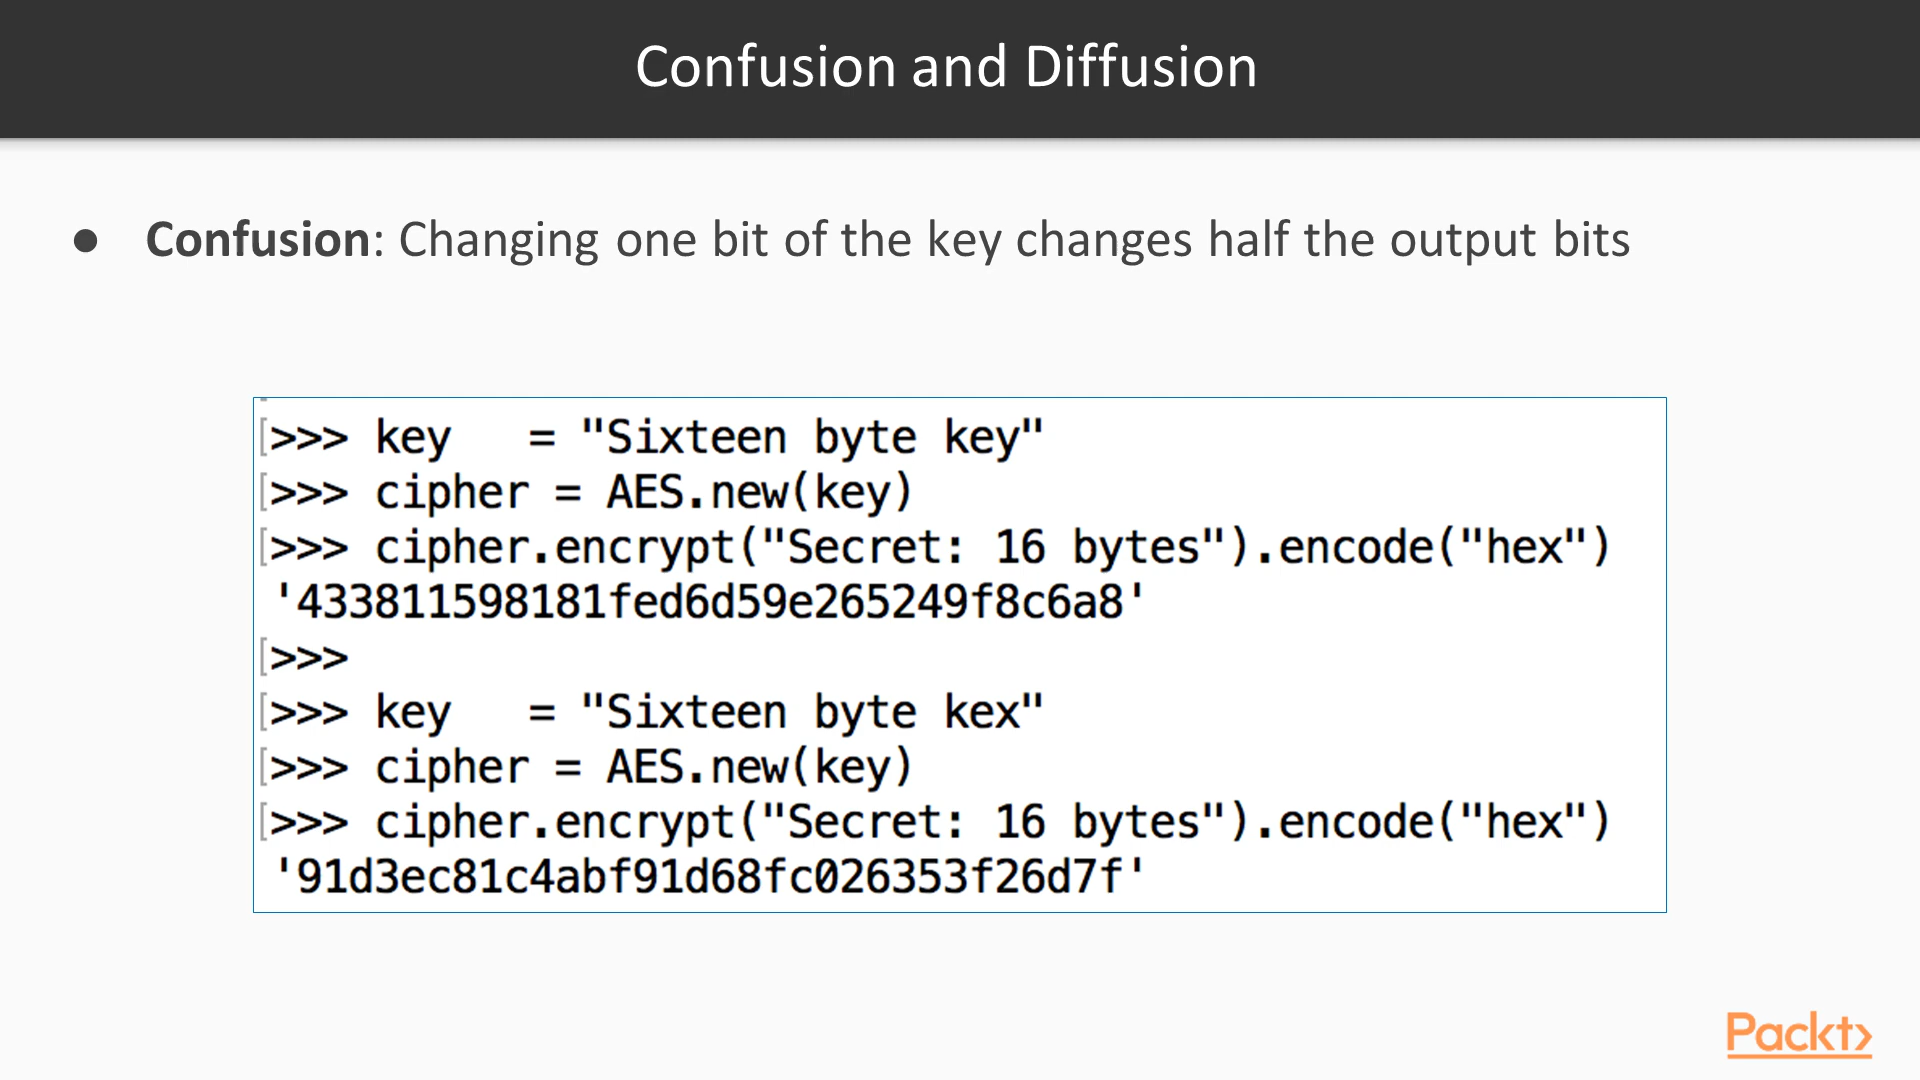 Confusion and Diffusion
● Confusion: Changing one bit of the key changes half the output bits
[>>> key   = "Sixteen byte key"
[>>> cipher = AES.new(key)
[>>> cipher.encrypt("Secret: 16 bytes").encode("hex")
'433811598181fed6d59e265249f8c6a8'
[>>>
[>>> key   = "Sixteen byte kex"
[>>> cipher = AES.new(key)
[>>> cipher.encrypt("Secret: 16 bytes").encode("hex")
'91d3ec81c4abf91d68fc026353f26d7f'
Packt>